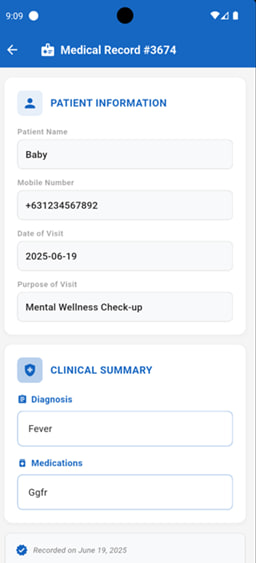 9:09
Medical Record #3674
PATIENT INFORMATION
Patient Name
Baby
Mobile Number
+631234567892
Date of Visit
2025-06-19
Purpose of Visit
Mental Wellness Check-up
CLINICAL SUMMARY
Diagnosis
Fever
Medications
Ggfr
Recorded on June 19, 2025